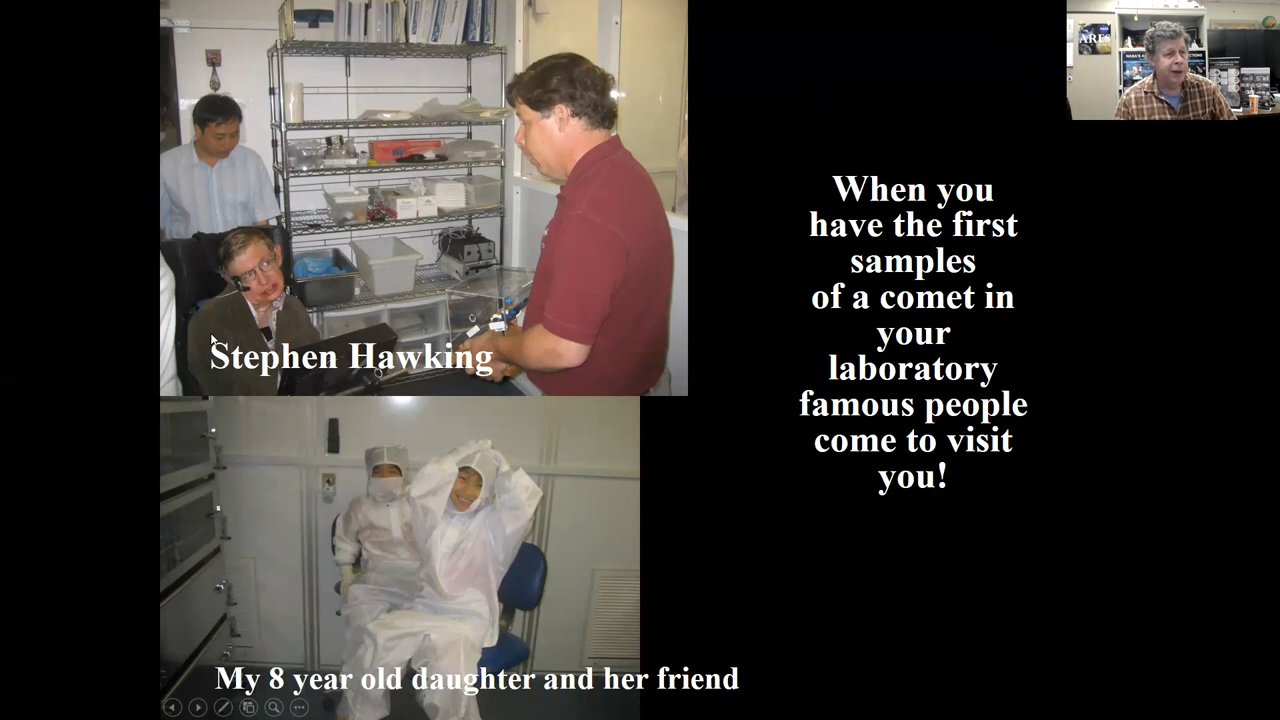 Stephen Hawking
My 8 year old daughter and her friend
When you
have the first
samples
of a comet in
your
laboratory
famous people
come to visit
you!
ARES